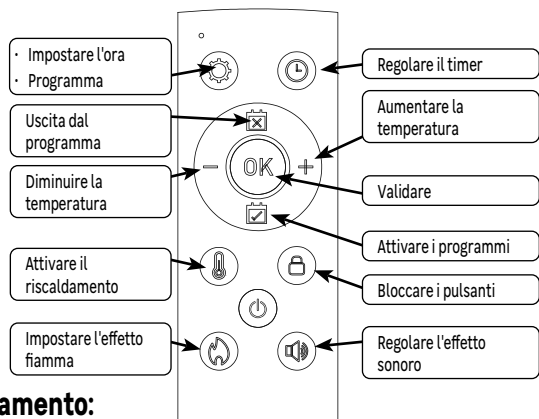 · Impostare l'ora
· Programma
Uscita dal
programma
Diminuire la
temperatura
Attivare il
riscaldamento
Impostare l'effetto
fiamma
OK
Regolare il timer
Aumentare la
temperatura
Validare
Attivare i programmi
Bloccare i pulsanti
Regolare l'effetto
sonoro
amento: